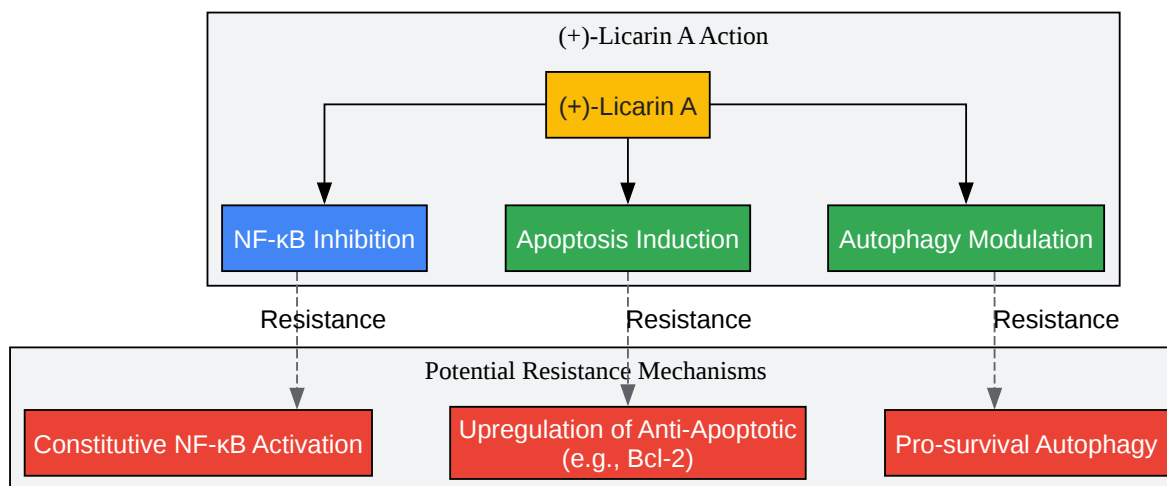 (+)-Licarin A Action
(+)-Licarin A
NF-κB Inhibition
Apoptosis Induction
Autophagy Modulation
Resistance
Resistance
Resistance
Potential Resistance Mechanisms
Constitutive NF-κB Activation
Upregulation of Anti-Apoptotic
(e.g., Bcl-2)
Pro-survival Autophagy